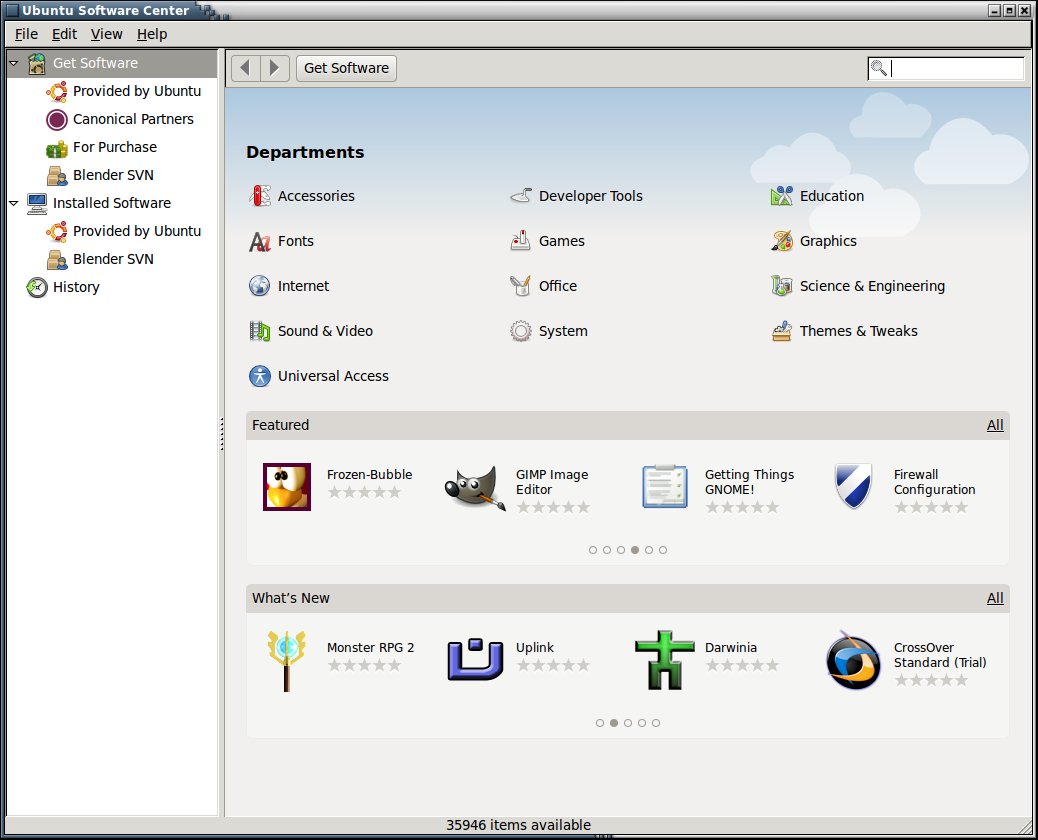 Ubuntu Software Center
File Edit View Help
Get Software
Provided by Ubuntu
Canonical Partners
For Purchase
Blender SVN
Installed Software
Provided by Ubuntu
Blender SVN
History
Get Software
Departments
Accessories
Developer Tools
Education
Fonts
Games
Graphics
Internet
Office
Science & Engineering
Sound & Video
System
Themes & Tweaks
Universal Access
Featured
All
Frozen-Bubble
GIMP Image
Editor
Getting Things
GNOME!
Firewall
Configuration
What’s New
All
Monster RPG 2
Uplink
Darwinia
CrossOver
Standard (Trial)
35946 items available